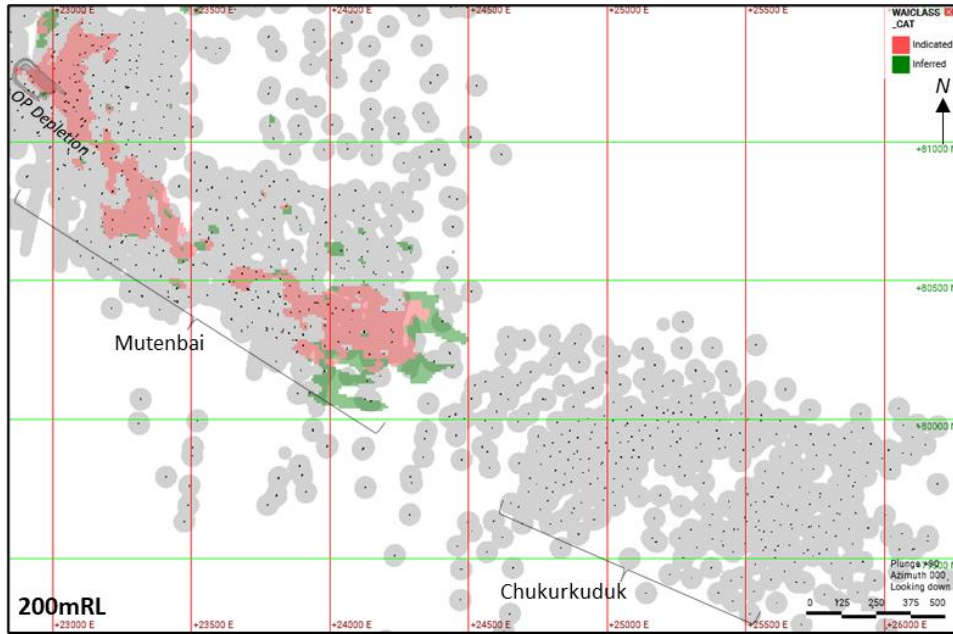 +23000 E +23500 E +24000 E +24500 E +25000 E +25500 E +26000 E
WAICLASS
_CAT
Indicated
Inferred
N
OP Depletion
+81000 N
+80500 N
Mutenbai
+80000 N
Chukurkuduk
Plunge +90
Azimuth 000
Looking down
0 125 250 375 500
200mRL
+23000 E +23500 E +24000 E +24500 E +25000 E +25500 E +26000 E